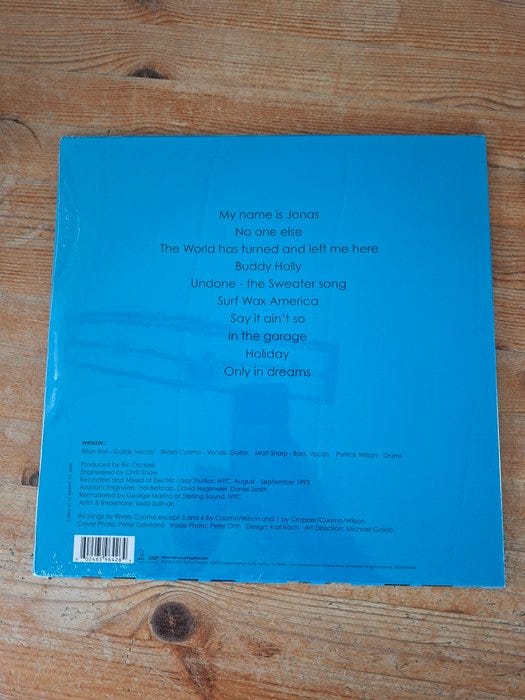 My name is Jonas
No one else
The World has turned and left me here
Buddy Holly
Undone - the Sweater song
Surf Wax America
Say it ain't so
In the garage
Holiday
Only in dreams
weezer:
Brian Bell - Guitar, Vocals Rivers Cuomo - Vocals, Guitar Matt Sharp - Bass, Vocals Patrick Wilson - Drums
Produced by Ric Ocasek
Engineered by Chris Shaw
Recorded and Mixed at Electric Lady Studios, NYC, August - September 1993
Assistant Engineers: Hal Belknap, David Heglmeier, Daniel Smith
Remastered by George Marino at Sterling Sound, NYC
Artist & Repertoire: Todd Sullivan
All Songs by Rivers Cuomo except 3 and 6 by Cuomo/Wilson and 1 by Cropper/Cuomo/Wilson.
Cover Photo: Peter Gowland Inside Photo: Peter Orth Design: Karl Koch Art Direction: Michael Golob